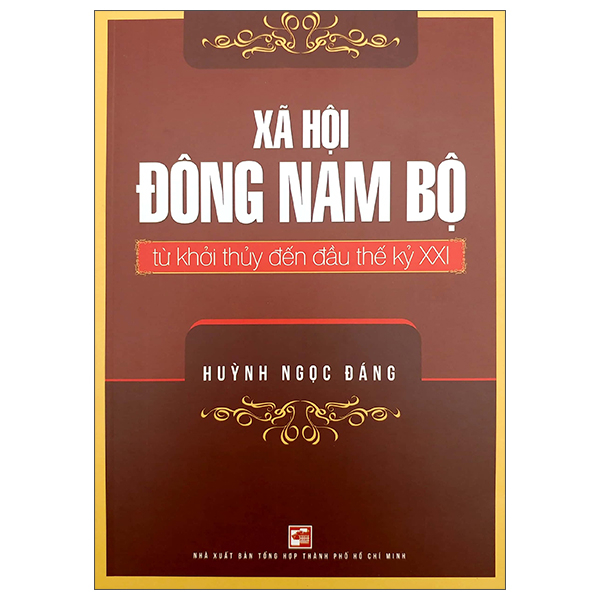 XÃ HỘI
ĐÔNG NAM BỘ
từ khởi thủy đến đầu thế kỷ XXI
HUỲNH NGỌC ĐÁNG
NHÀ XUẤT BẢN TỔNG HỢP THÀNH PHỐ HỒ CHÍ MINH